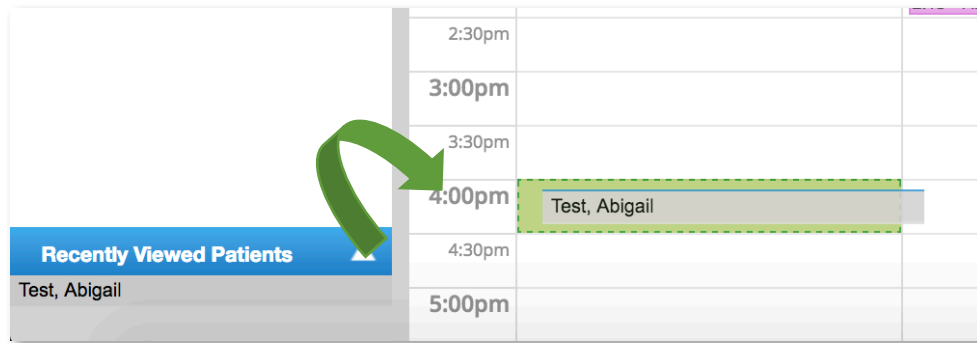 2:30pm
3:00pm
3:30pm
4:00pm
Test, Abigail
4:30pm
5:00pm
Recently Viewed Patients
Test, Abigail